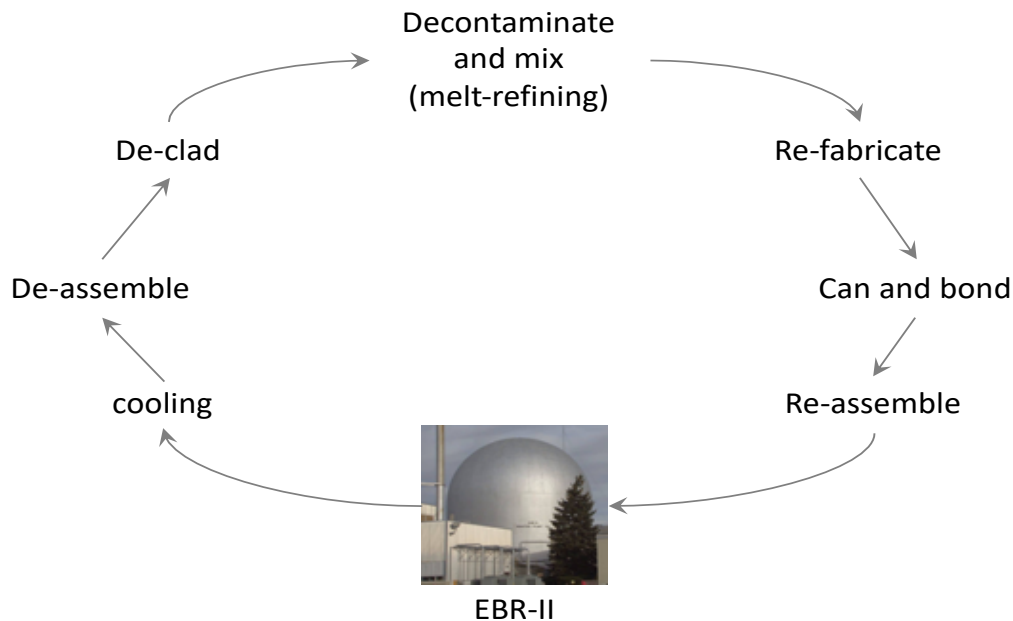 Decontaminate
and mix
(melt-refining)
De-clad
Re-fabricate
De-assemble
Can and bond
cooling
Re-assemble
EBR-II